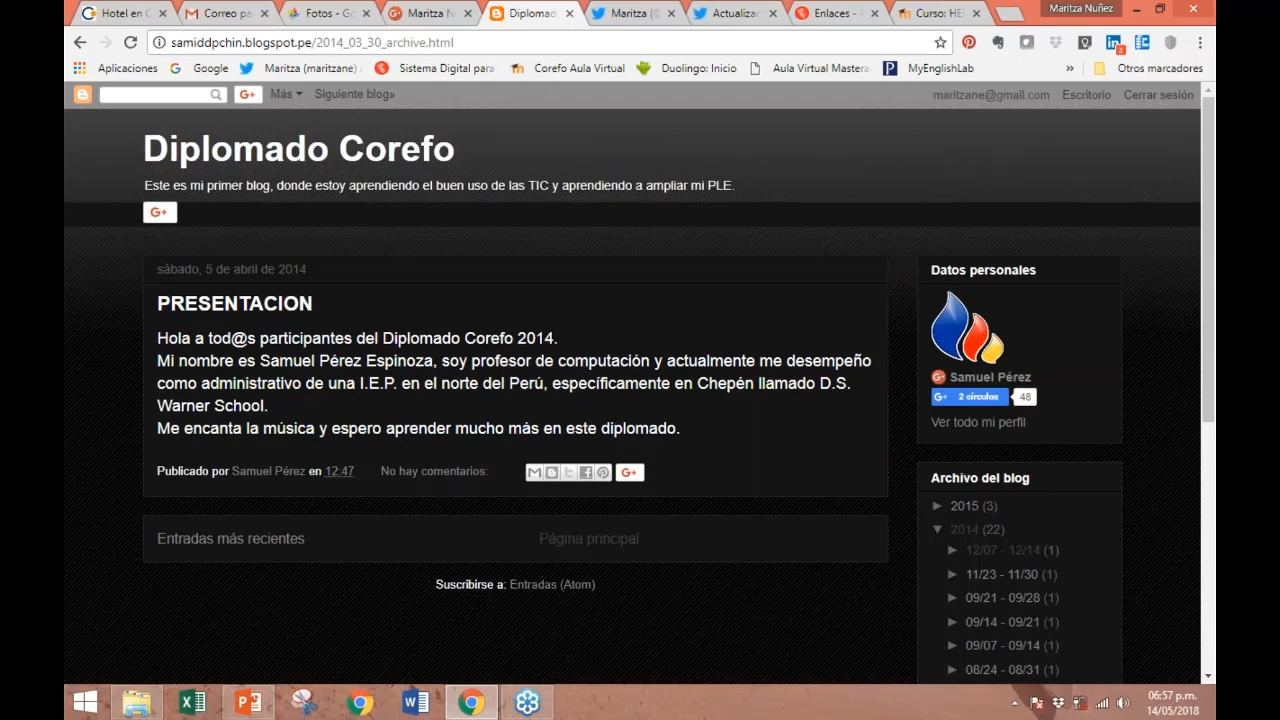 Maritza Nuñez
Hotel en C
Correo pa
Fotos - Go
Maritza N
Diplomado
Maritza (@
Actualizac
Enlaces -
Curso: HE
samiddpchin.blogspot.pe/2014_03_30_archive.html
Aplicaciones
Google
Maritza (maritzane)
Sistema Digital para
Corefo Aula Virtual
Duolingo: Inicio
Aula Virtual Mastera
MyEnglishLab
»
Otros marcadores
G+
Más
Siguiente blog»
maritzane@gmail.com
Escritorio
Cerrar sesión
Diplomado Corefo
Este es mi primer blog, donde estoy aprendiendo el buen uso de las TIC y aprendiendo a ampliar mi PLE.
G+
sábado, 5 de abril de 2014
PRESENTACION
Hola a tod@s participantes del Diplomado Corefo 2014.
Mi nombre es Samuel Pérez Espinoza, soy profesor de computación y actualmente me desempeño
como administrativo de una I.E.P. en el norte del Perú, específicamente en Chepén llamado D.S.
Warner School.
Me encanta la música y espero aprender mucho más en este diplomado.
Publicado por Samuel Pérez en 12:47
No hay comentarios:
G+
Entradas más recientes
Página principal
Suscribirse a: Entradas (Atom)
Datos personales
Samuel Pérez
G+ 2 círculos 48
Ver todo mi perfil
Archivo del blog
► 2015 (3)
▼ 2014 (22)
► 12/07 - 12/14 (1)
► 11/23 - 11/30 (1)
► 09/21 - 09/28 (1)
► 09/14 - 09/21 (1)
► 09/07 - 09/14 (1)
► 08/24 - 08/31 (1)
06:57 p.m.
14/05/2018